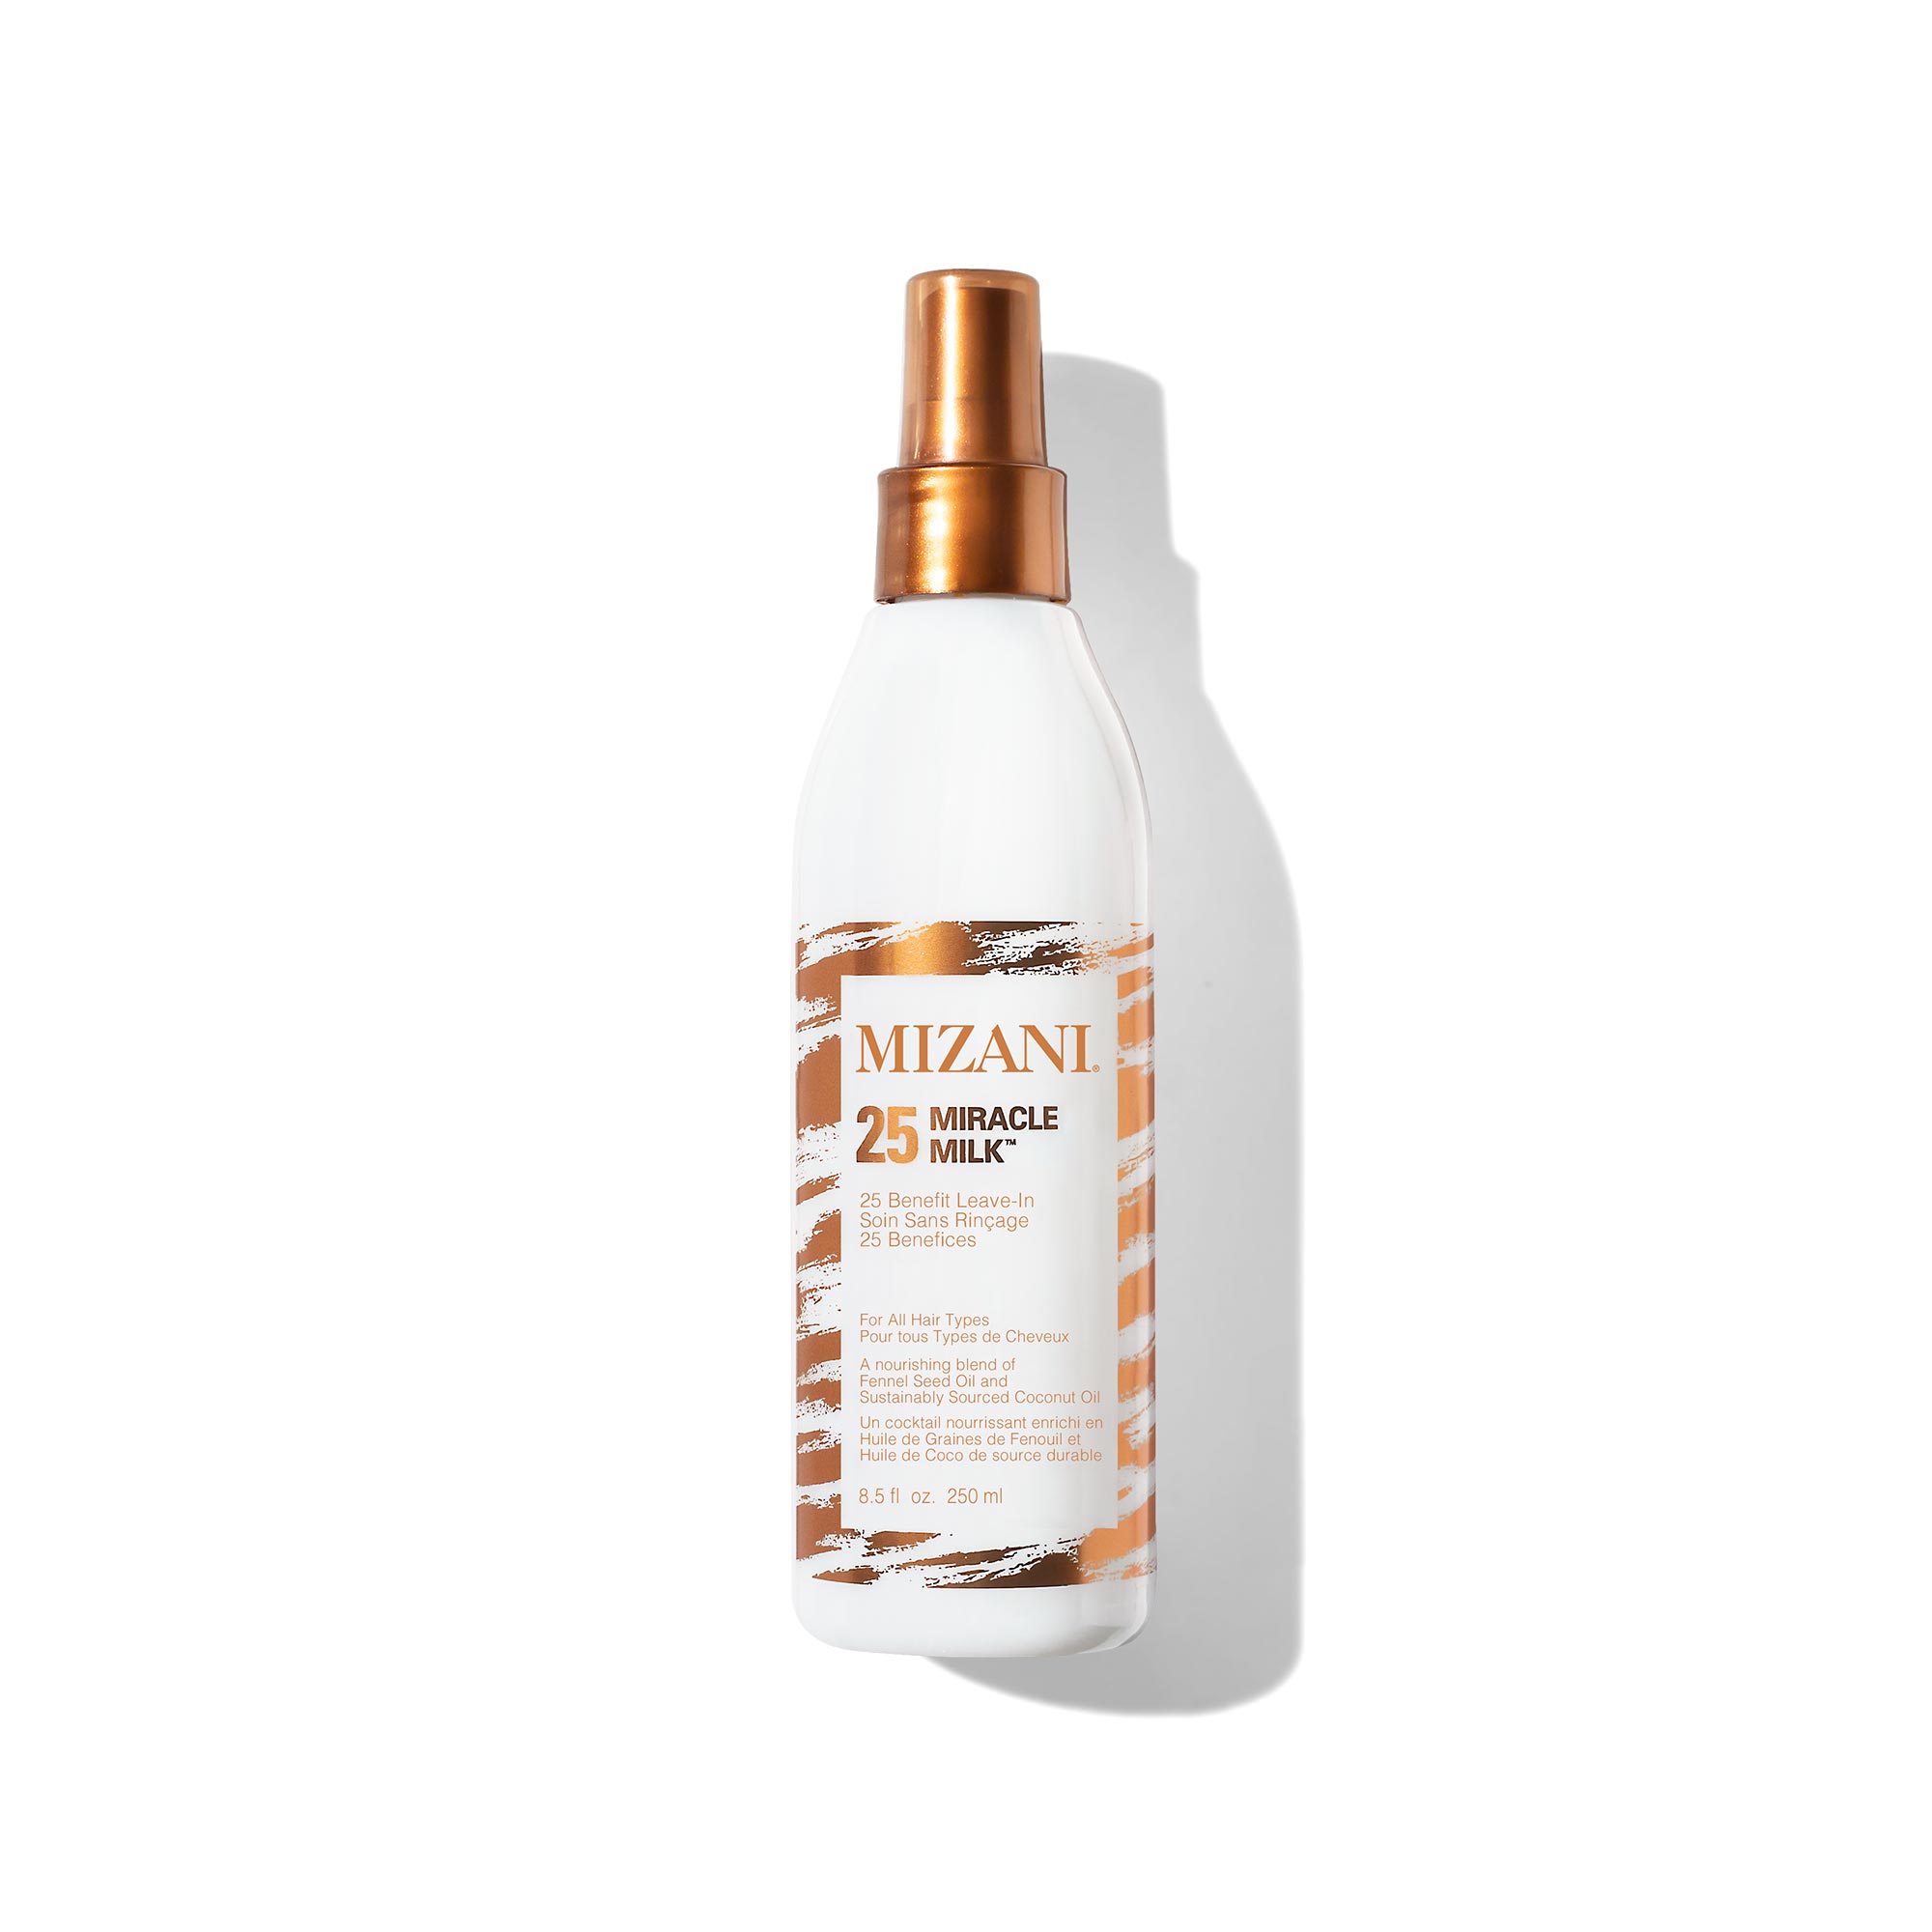 MIZANI®
25 MIRACLE
MILK™
25 Benefit Leave-In
Soin Sans Rinçage
25 Benefices
For All Hair Types
Pour tous Types de Cheveux
A nourishing blend of
Fennel Seed Oil and
Sustainably Sourced Coconut Oil
Un cocktail nourrissant enrichi en
Huile de Graines de Fenouil et
Huile de Coco de source durable
8.5 fl oz. 250 ml